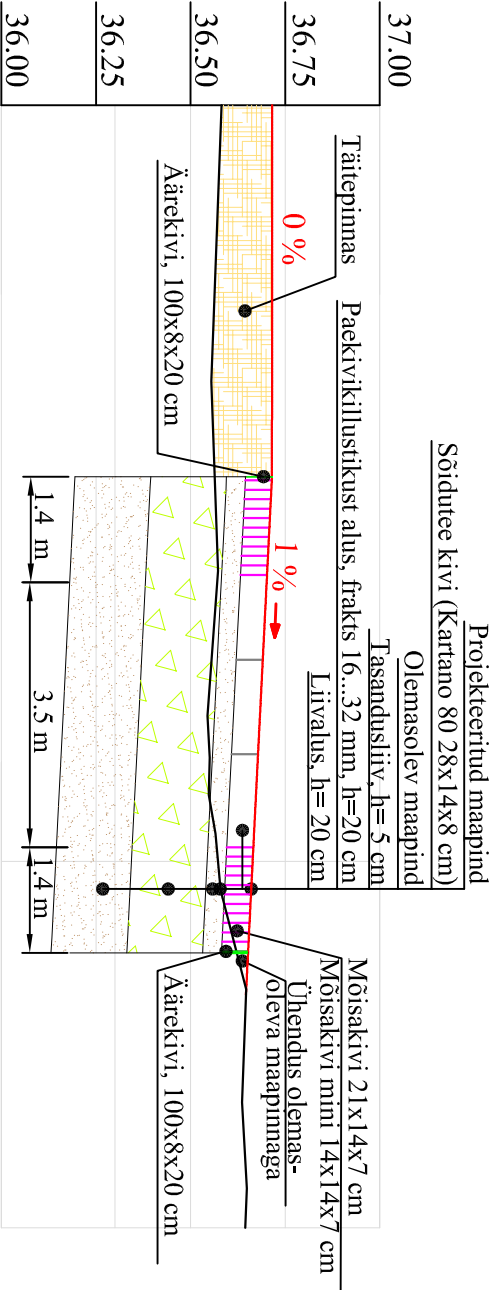 Projekteeritud maapind
Sõidutee kivi (Kartano 80 28x14x8 cm)
Olemasolev maapind
Tasandusliiv, h= 5 cm
Paekivikillustikust alus, frakts 16...32 mm, h=20 cm
Liivalus, h= 20 cm
Täitepinnas
Mõisakivi 21x14x7 cm
Mõisakivi mini 14x14x7 cm
Ühendus olemas-
oleva maapinnaga
37.00
36.75
36.50
36.25
36.00
0 %
1 %
Äärekivi, 100x8x20 cm
Äärekivi, 100x8x20 cm
1.4 m
3.5 m
1.4 m